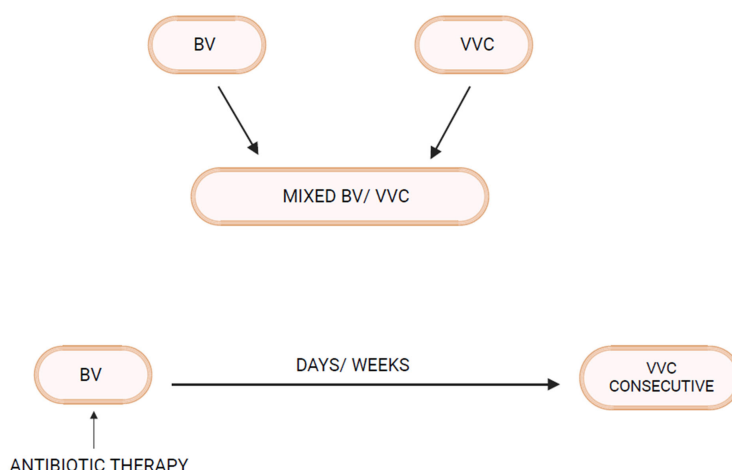 BV
VVC
MIXED BV/ VVC
DAYS/ WEEKS
BV
VVC
CONSECUTIVE
ANTIBIOTIC THERAPY